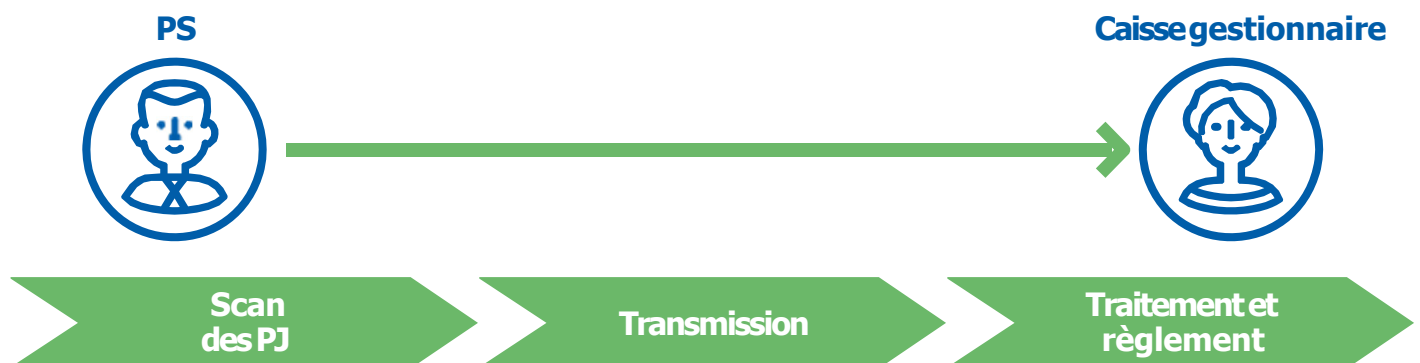 PS
Caisse gestionnaire
Scan
des PJ
Transmission
Traitement et
règlement